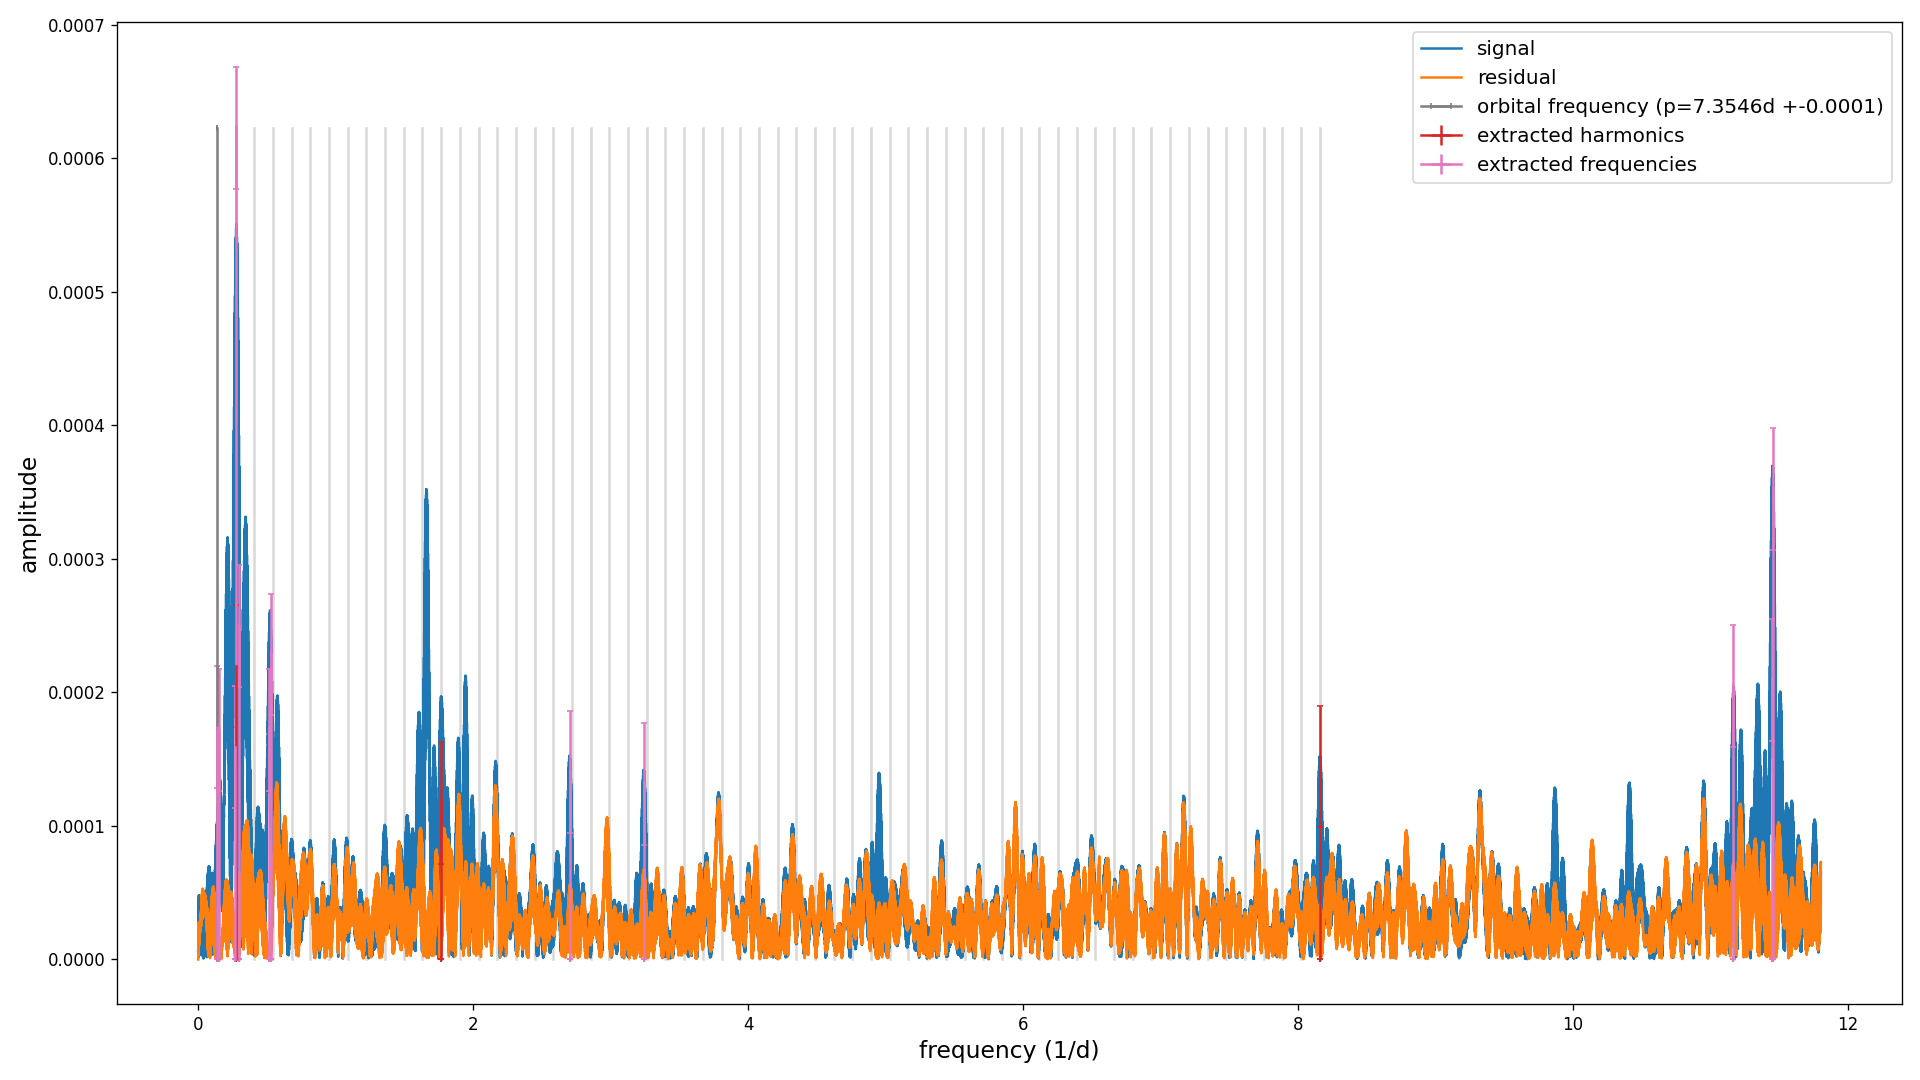 0.0007
0.0006
0.0005
0.0004
0.0003
0.0002
0.0001
0.0000
amplitude
signal
residual
orbital frequency (p=7.3546d +-0.0001)
extracted harmonics
extracted frequencies
0 2 4 6 8 10 12
frequency (1/d)